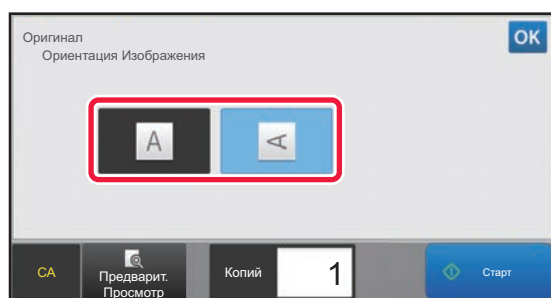 Оригинал
Ориентация Изображения
OK
A
A
CA
Предварит.
Просмотр
Копий
1
Старт